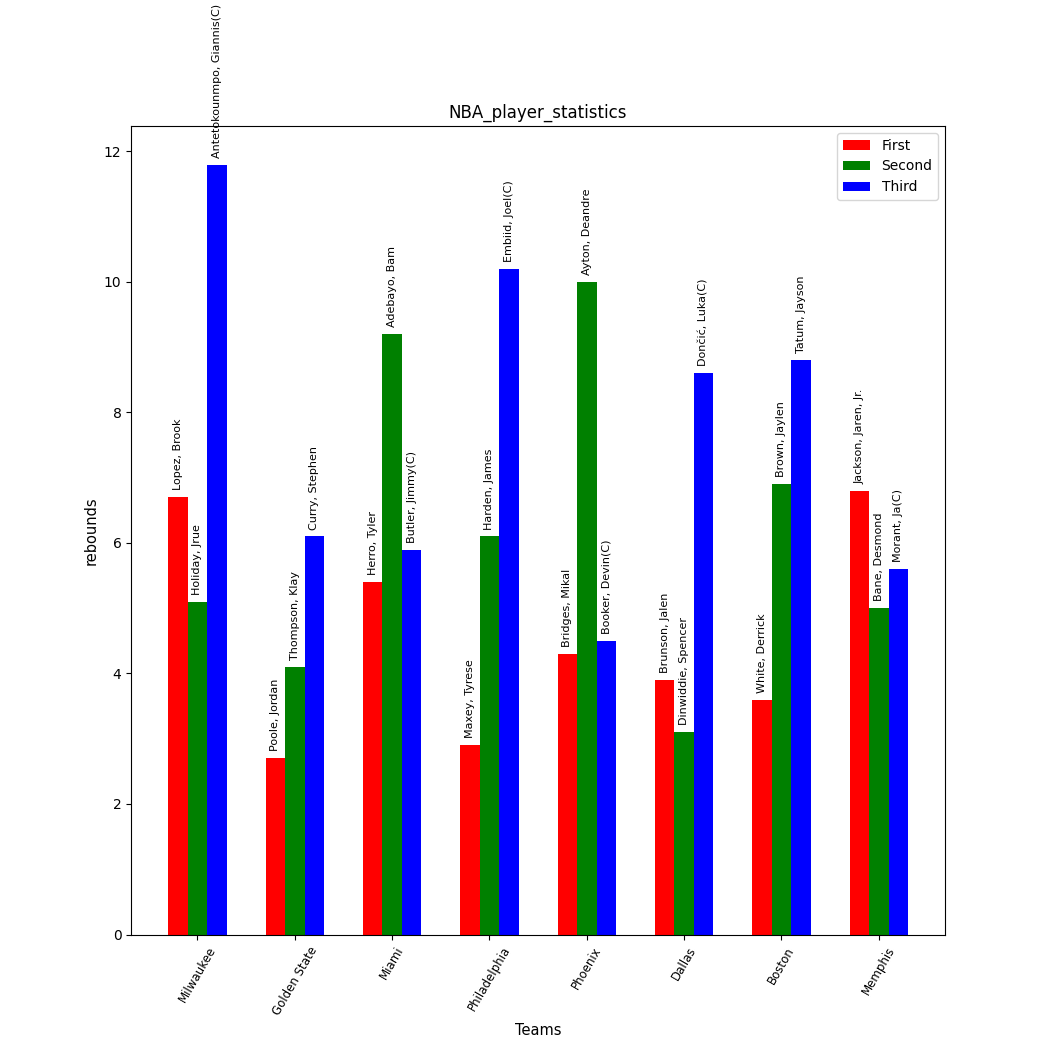 NBA_player_statistics
First
Second
Third
12
10
8
6
4
2
0
rebounds
Lopez, Brook
Holiday, Jrue
Antetokounmpo, Giannis(C)
Poole, Jordan
Thompson, Klay
Curry, Stephen
Herro, Tyler
Adebayo, Bam
Butler, Jimmy(C)
Maxey, Tyrese
Harden, James
Embiid, Joel(C)
Bridges, Mikal
Ayton, Deandre
Booker, Devin(C)
Brunson, Jalen
Dinwiddie, Spencer
Dončić, Luka(C)
White, Derrick
Brown, Jaylen
Tatum, Jayson
Jackson, Jaren, Jr.
Bane, Desmond
Morant, Ja(C)
Milwaukee
Golden State
Miami
Philadelphia
Phoenix
Dallas
Boston
Memphis
Teams